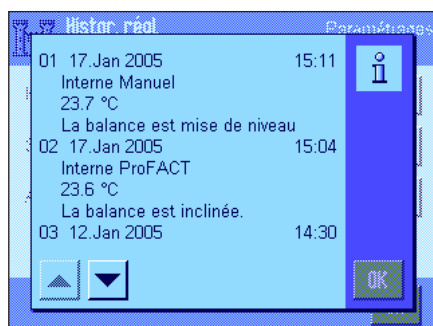 Histor. régl. Paramétrages
01 17.Jan 2005 15:11
Interne Manuel
23.7 °C
La balance est mise de niveau
02 17.Jan 2005 15:04
Interne ProFACT
23.6 °C
La balance est inclinée.
03 12.Jan 2005 14:30
OK